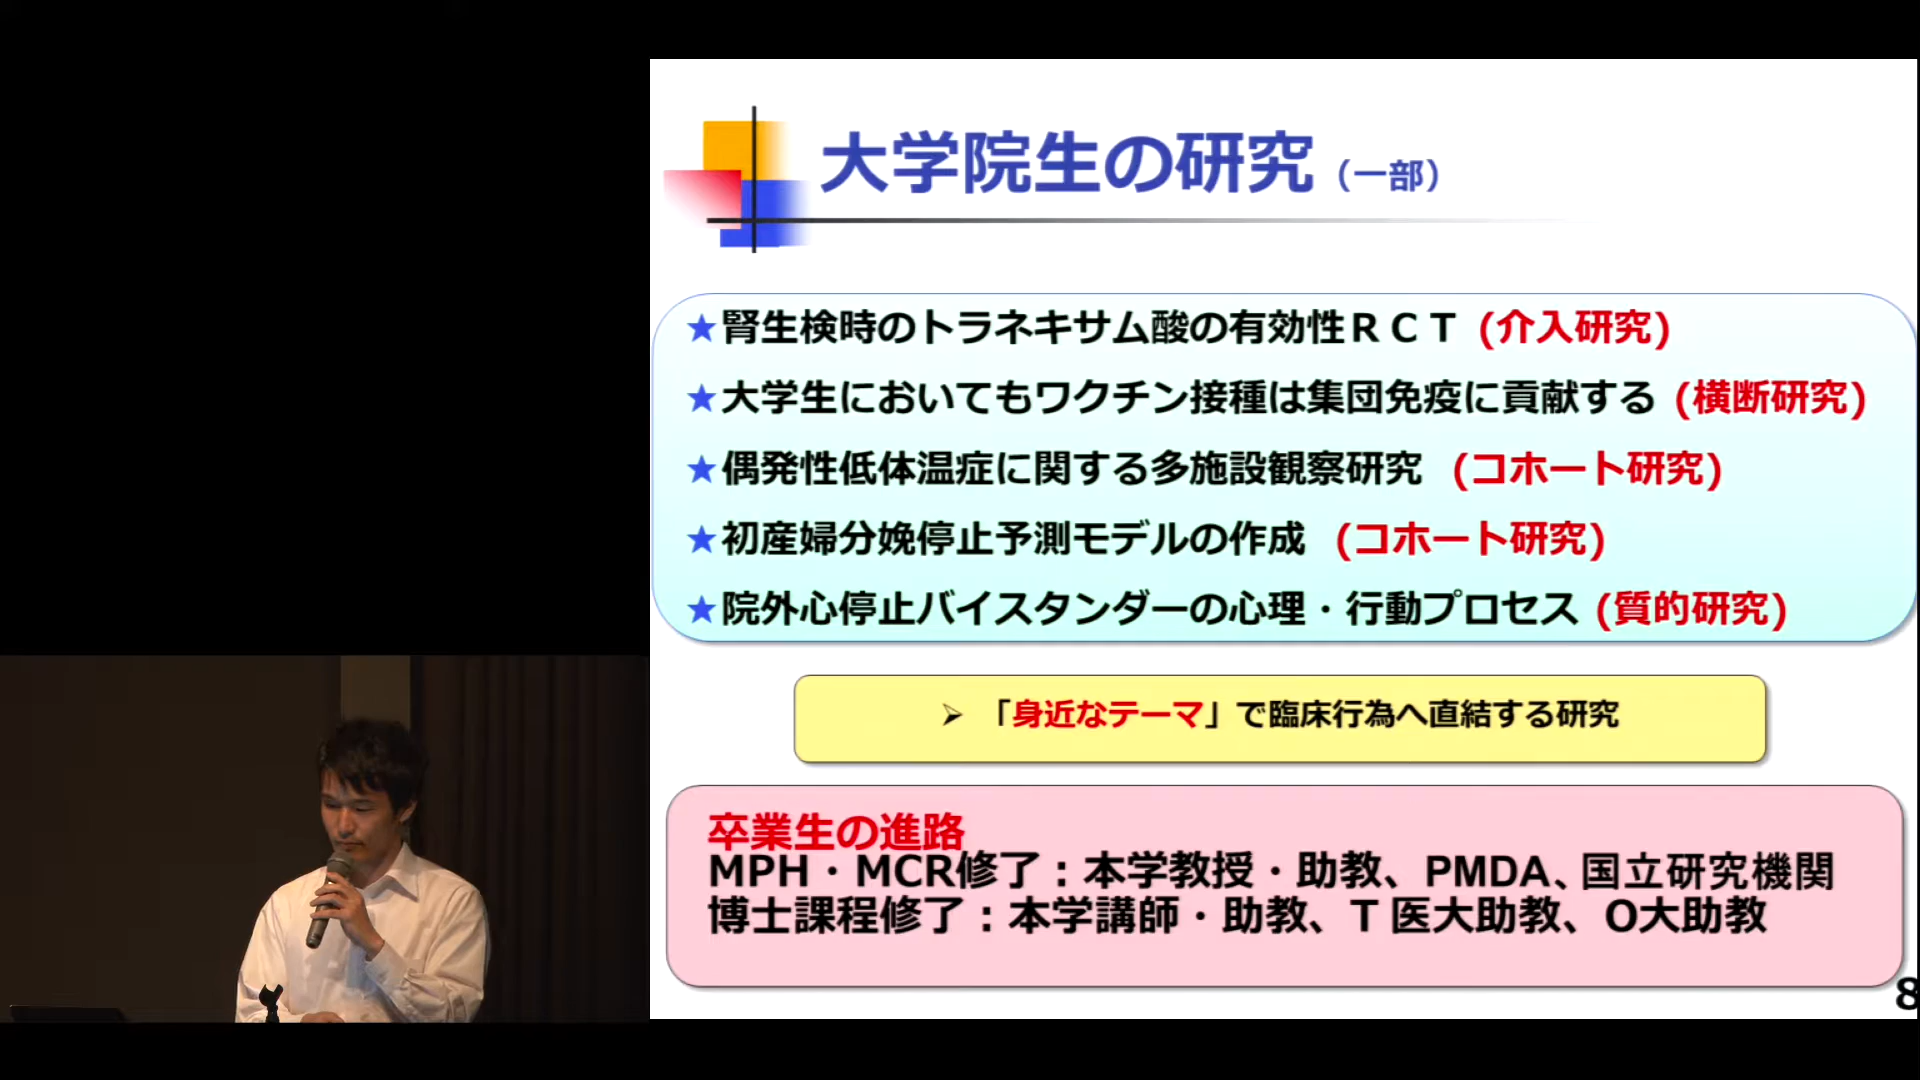 大学院生の研究（一部）
★腎生検時のトラネキサム酸の有効性ＲＣＴ (介入研究)
★大学生においてもワクチン接種は集団免疫に貢献する (横断研究)
★偶発性低体温症に関する多施設観察研究 (コホート研究)
★初産婦分娩停止予測モデルの作成 (コホート研究)
★院外心停止バイスタンダーの心理・行動プロセス (質的研究)
➢ 「身近なテーマ」で臨床行為へ直結する研究
卒業生の進路
MPH・MCR修了：本学教授・助教、PMDA、国立研究機関
博士課程修了：本学講師・助教、T 医大助教、O大助教
8